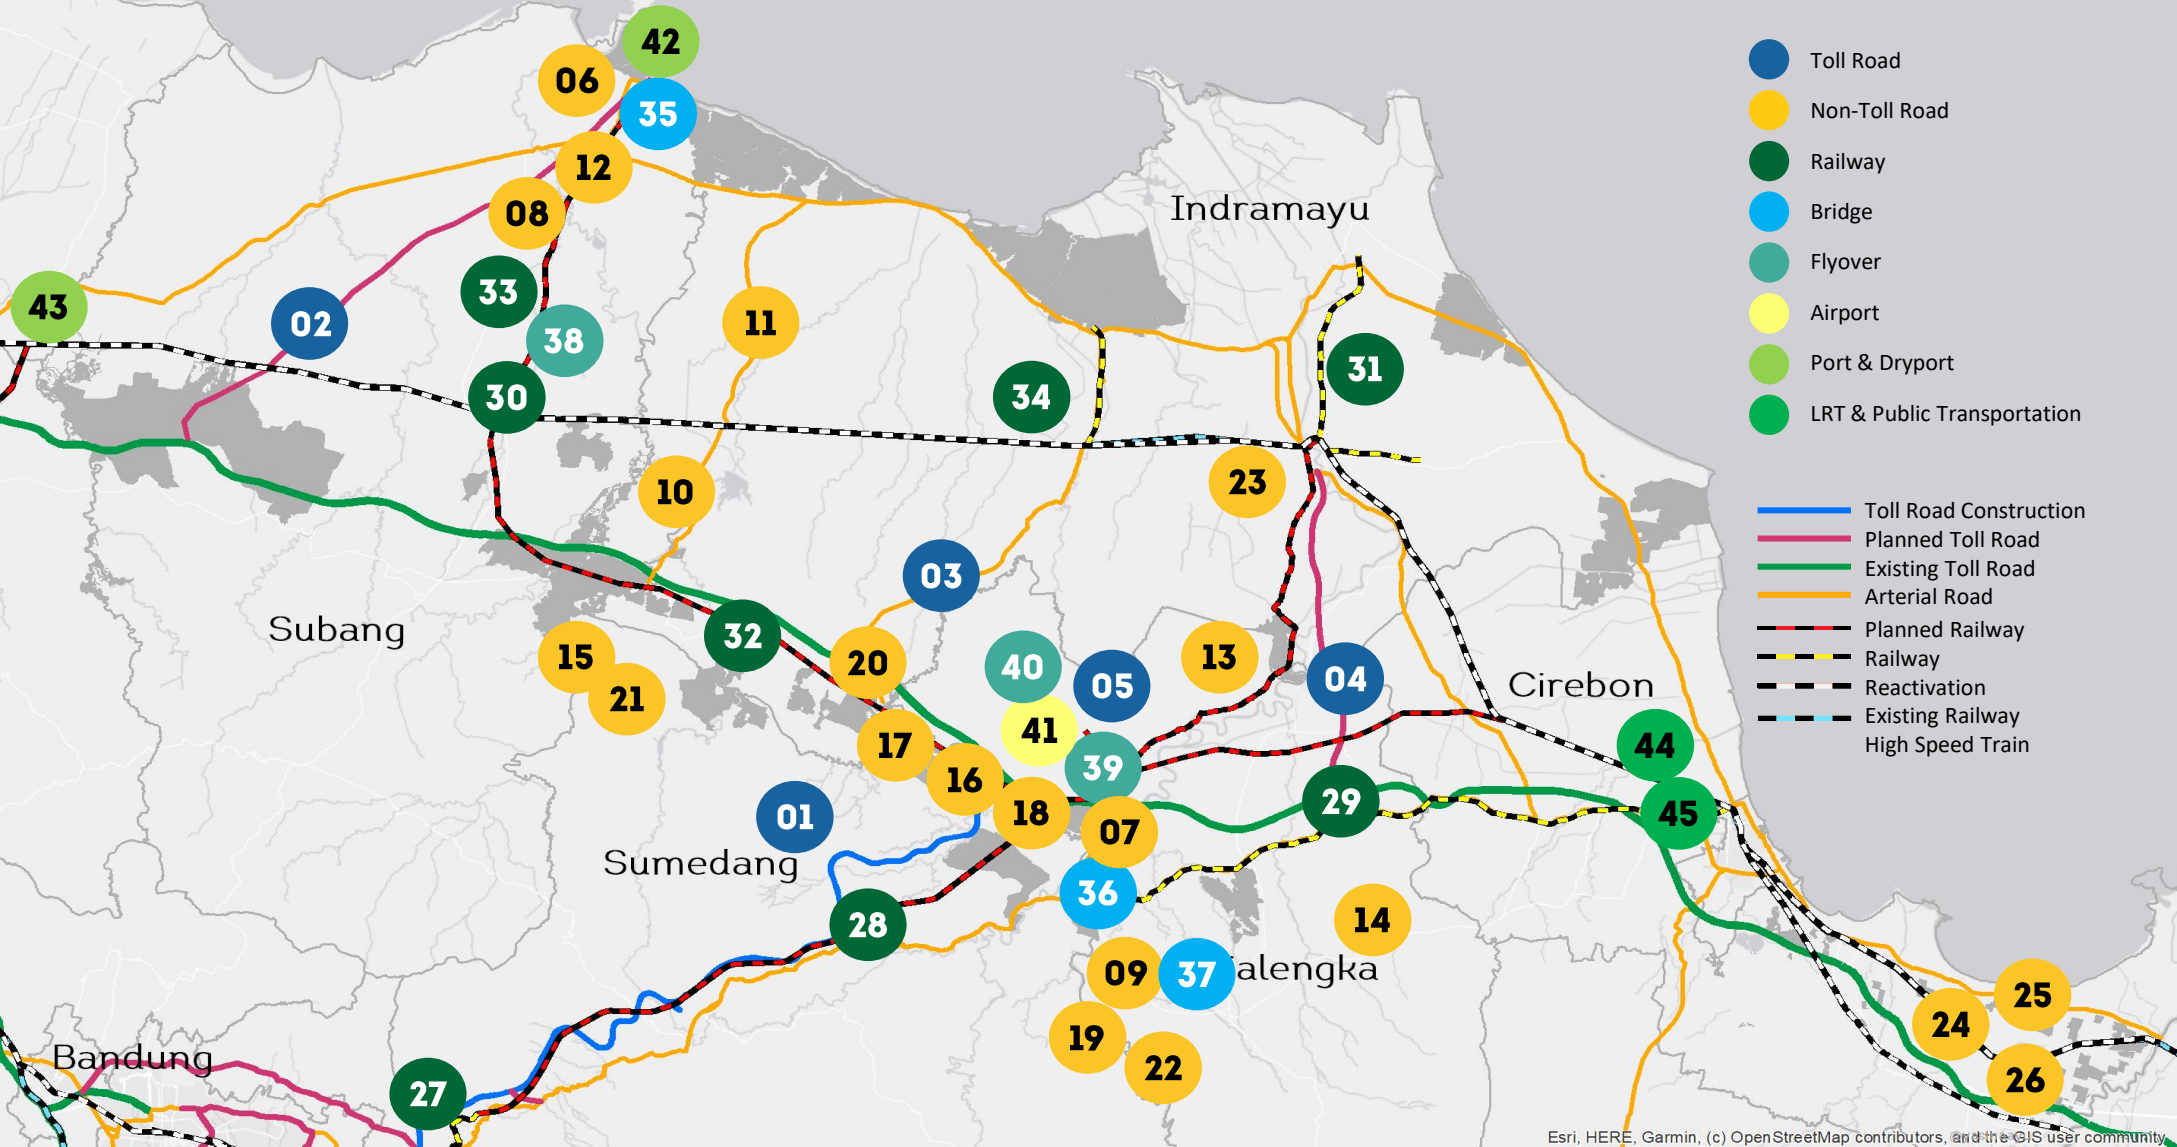 42
06
35
12
08
Indramayu
33
43
02
38
11
30
34
31
10
23
03
Subang
15
21
32
20
40
05
13
04
Cirebon
41
17
39
16
18
44
01
07
29
45
Sumedang
36
28
14
09
37
alengka
19
22
25
24
26
Bandung
27
Toll Road
Non-Toll Road
Railway
Bridge
Flyover
Airport
Port & Dryport
LRT & Public Transportation
Toll Road Construction
Planned Toll Road
Existing Toll Road
Arterial Road
Planned Railway
Railway
Reactivation
Existing Railway
High Speed Train
Esri, HERE, Garmin, (c) OpenStreetMap contributors, and the GIS user community